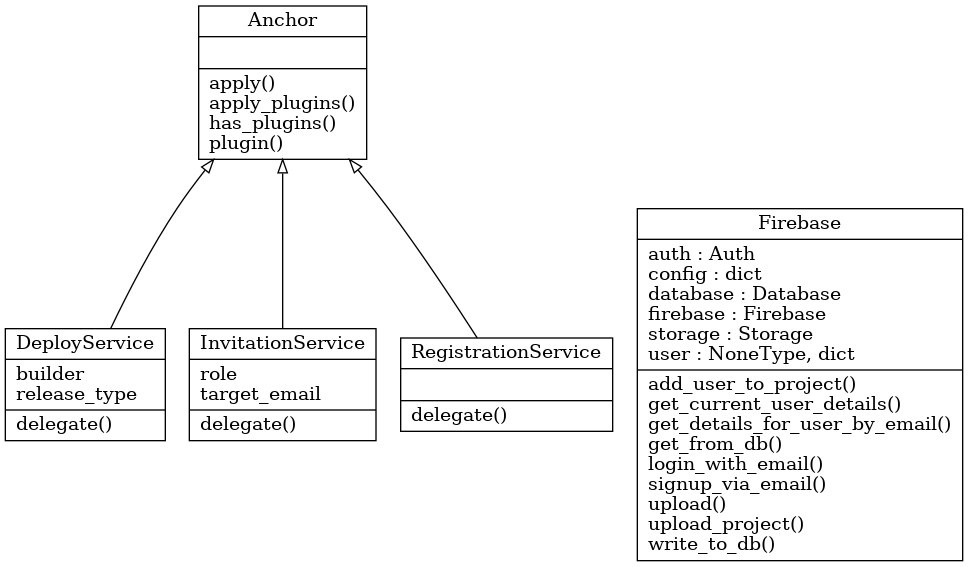 Anchor
apply()
apply_plugins()
has_plugins()
plugin()
DeployService
builder
release_type
delegate()
InvitationService
role
target_email
delegate()
RegistrationService
delegate()
Firebase
auth : Auth
config : dict
database : Database
firebase : Firebase
storage : Storage
user : NoneType, dict
add_user_to_project()
get_current_user_details()
get_details_for_user_by_email()
get_from_db()
login_with_email()
signup_via_email()
upload()
upload_project()
write_to_db()